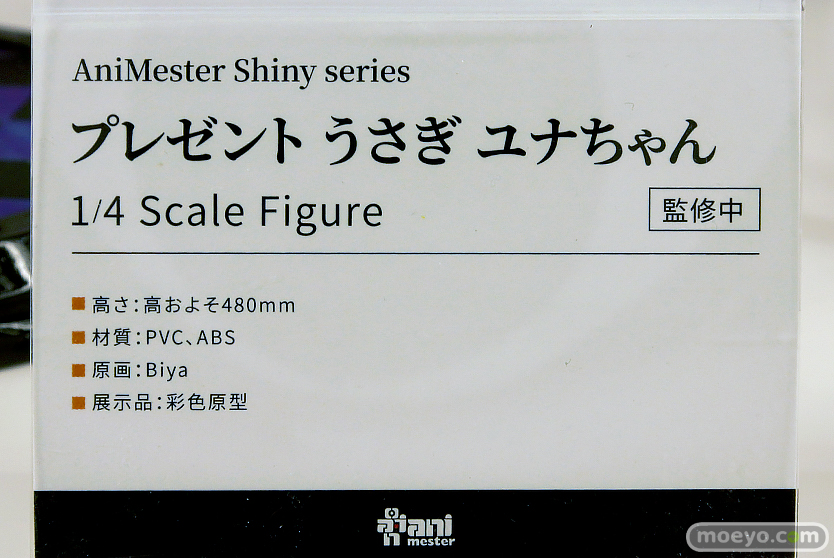 AniMester Shiny series
プレゼント うさぎ ユナちゃん
1/4 Scale Figure
監修中
高さ：高およそ480mm
材質：PVC、ABS
原画：Biya
展示品：彩色原型
ani
mester
moeyo.com